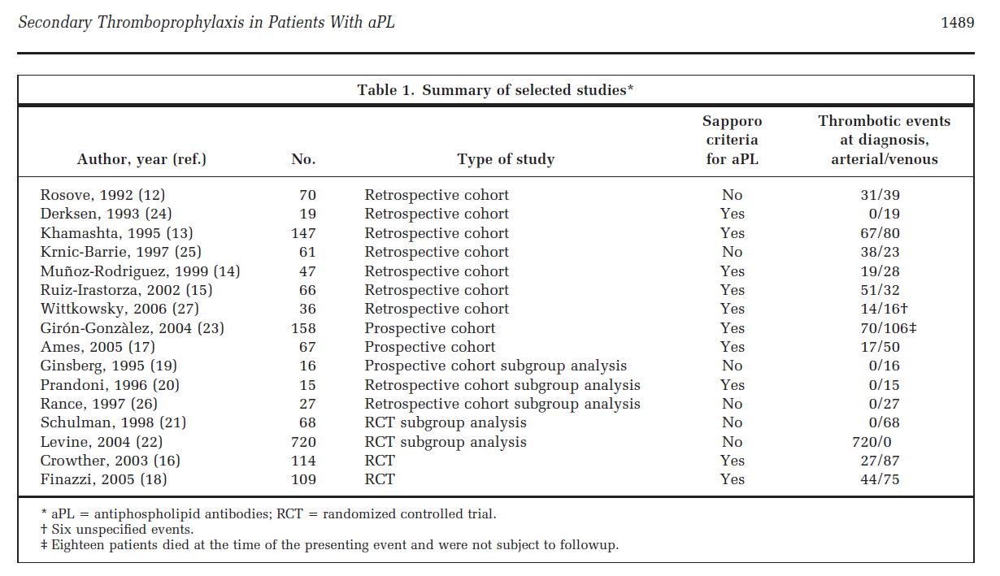 Secondary Thromboprophylaxis in Patients With aPL 1489
Table 1. Summary of selected studies*
Author, year (ref.) No. Type of study Sapporo criteria for aPL Thrombotic events at diagnosis, arterial/venous
Rosove, 1992 (12) 70 Retrospective cohort No 31/39
Derksen, 1993 (24) 19 Retrospective cohort Yes 0/19
Khamashta, 1995 (13) 147 Retrospective cohort Yes 67/80
Krnic-Barrie, 1997 (25) 61 Retrospective cohort No 38/23
Muñoz-Rodriguez, 1999 (14) 47 Retrospective cohort Yes 19/28
Ruiz-Irastorza, 2002 (15) 66 Retrospective cohort Yes 51/32
Wittkowsky, 2006 (27) 36 Retrospective cohort Yes 14/16†
Girón-Gonzàlez, 2004 (23) 158 Prospective cohort Yes 70/106‡
Ames, 2005 (17) 67 Prospective cohort Yes 17/50
Ginsberg, 1995 (19) 16 Prospective cohort subgroup analysis No 0/16
Prandoni, 1996 (20) 15 Retrospective cohort subgroup analysis Yes 0/15
Rance, 1997 (26) 27 Retrospective cohort subgroup analysis No 0/27
Schulman, 1998 (21) 68 RCT subgroup analysis No 0/68
Levine, 2004 (22) 720 RCT subgroup analysis No 720/0
Crowther, 2003 (16) 114 RCT Yes 27/87
Finazzi, 2005 (18) 109 RCT Yes 44/75
* aPL = antiphospholipid antibodies; RCT = randomized controlled trial.
† Six unspecified events.
‡ Eighteen patients died at the time of the presenting event and were not subject to followup.